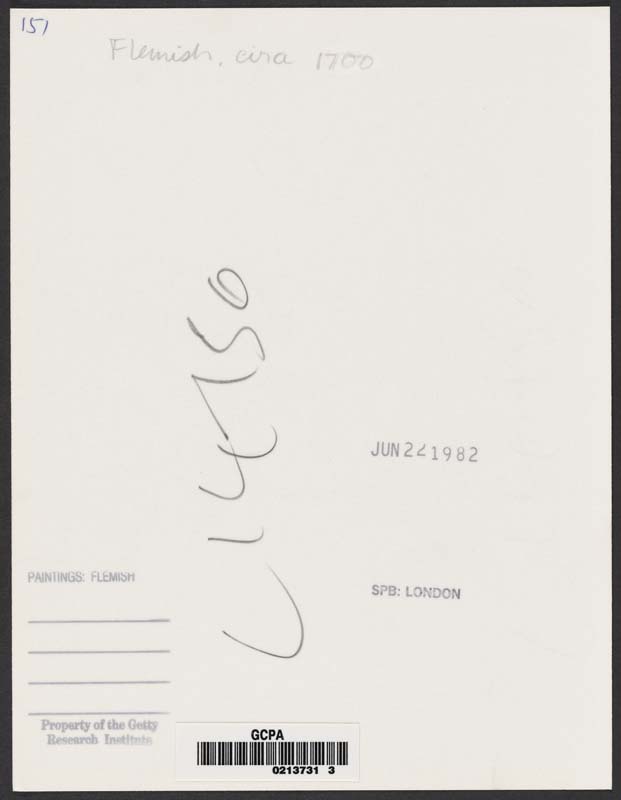 151
Flemish, circa 1700
L14750
JUN 22 1982
PAINTINGS: FLEMISH
SPB: LONDON
Property of the Getty
Research Institute
GCPA
0213731 3